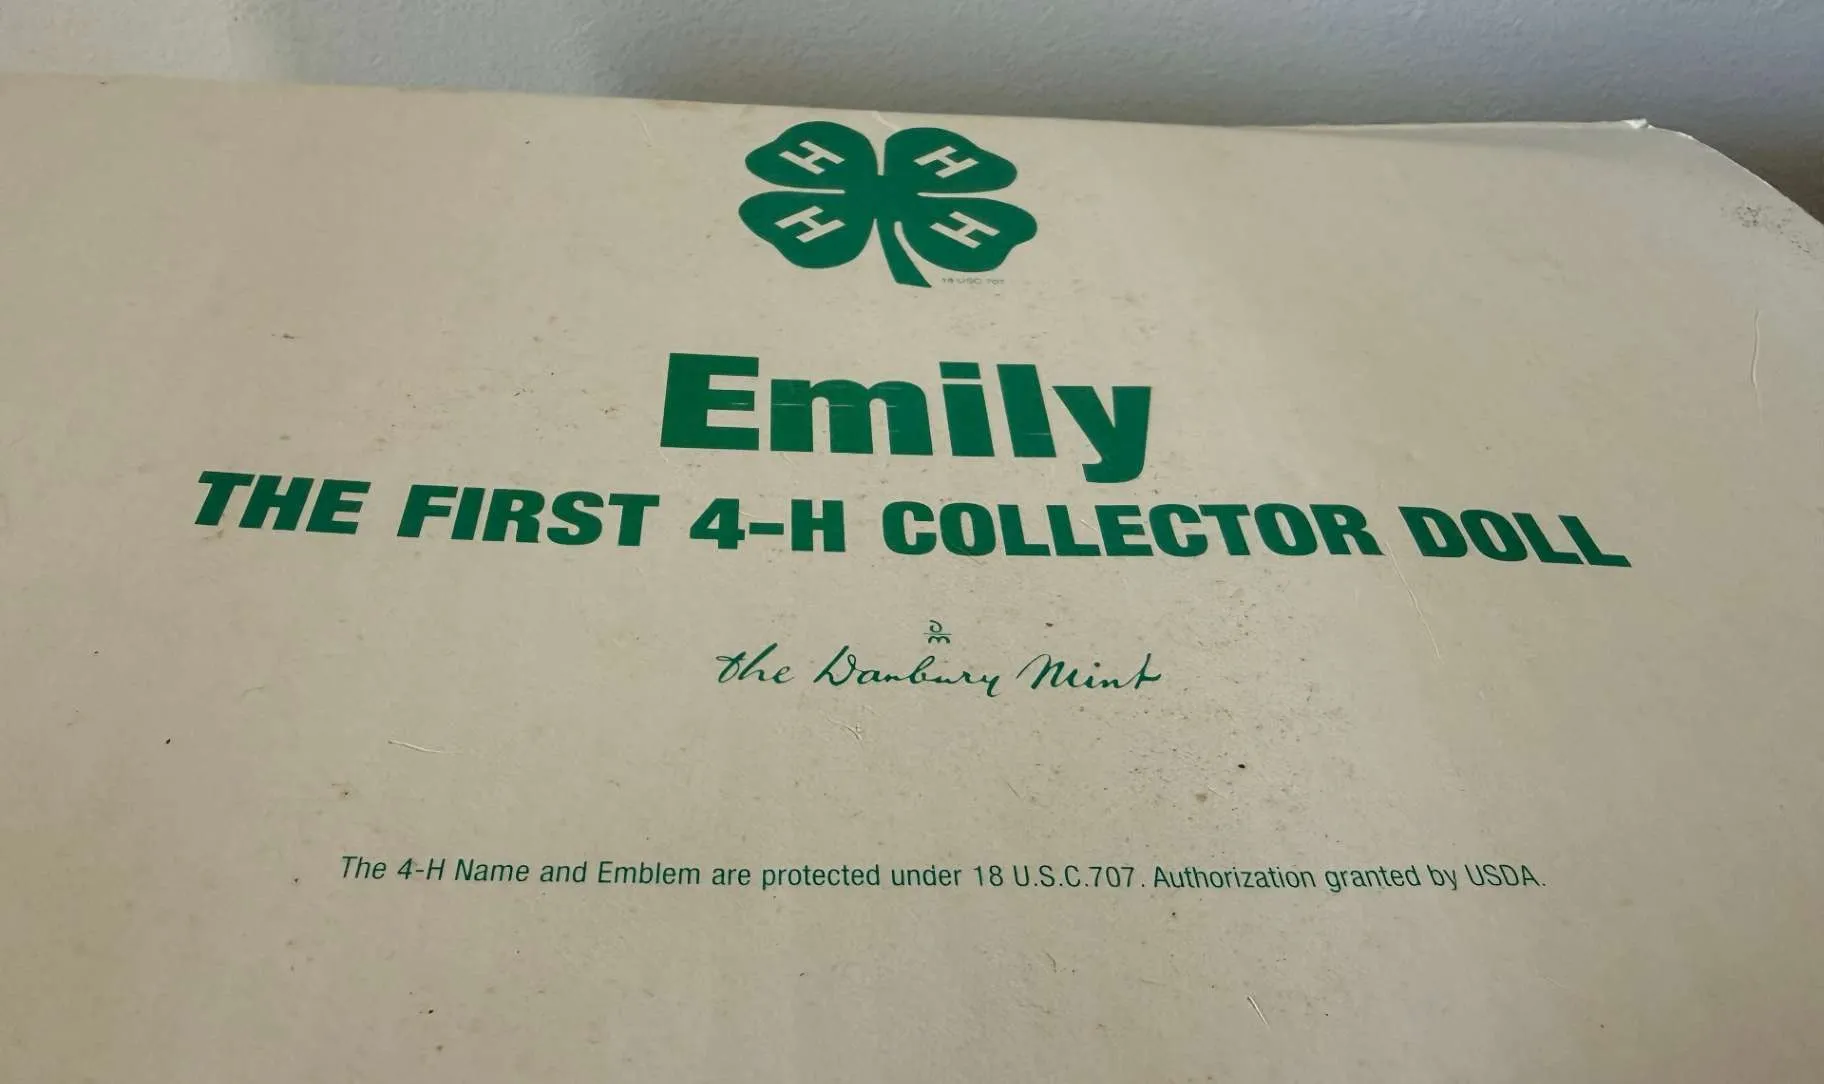 H H
H H
18 USC 707
Emily
THE FIRST 4-H COLLECTOR DOLL
DM
the Danbury Mint
The 4-H Name and Emblem are protected under 18 U.S.C.707. Authorization granted by USDA.